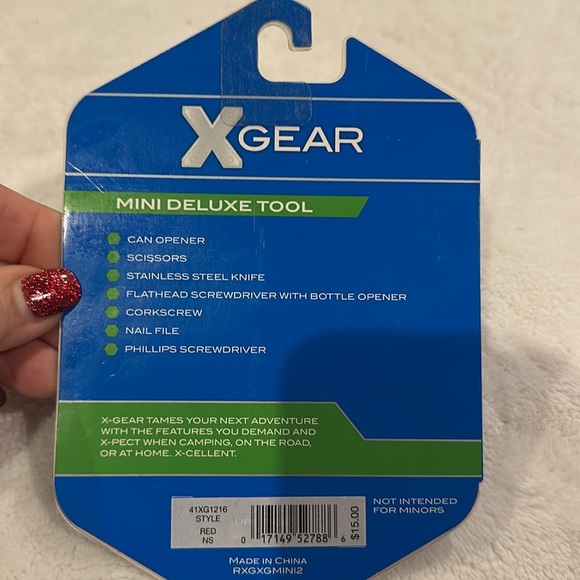 XGEAR
MINI DELUXE TOOL
CAN OPENER
SCISSORS
STAINLESS STEEL KNIFE
FLATHEAD SCREWDRIVER WITH BOTTLE OPENER
CORKSCREW
NAIL FILE
PHILLIPS SCREWDRIVER
X-GEAR TAMES YOUR NEXT ADVENTURE
WITH THE FEATURES YOU DEMAND AND
X-PECT WHEN CAMPING, ON THE ROAD,
OR AT HOME. X-CELLENT.
41XG1216
STYLE
RED
NS
0 17149 52788 6
$15.00
NOT INTENDED
FOR MINORS
MADE IN CHINA
RXGXGMINI2